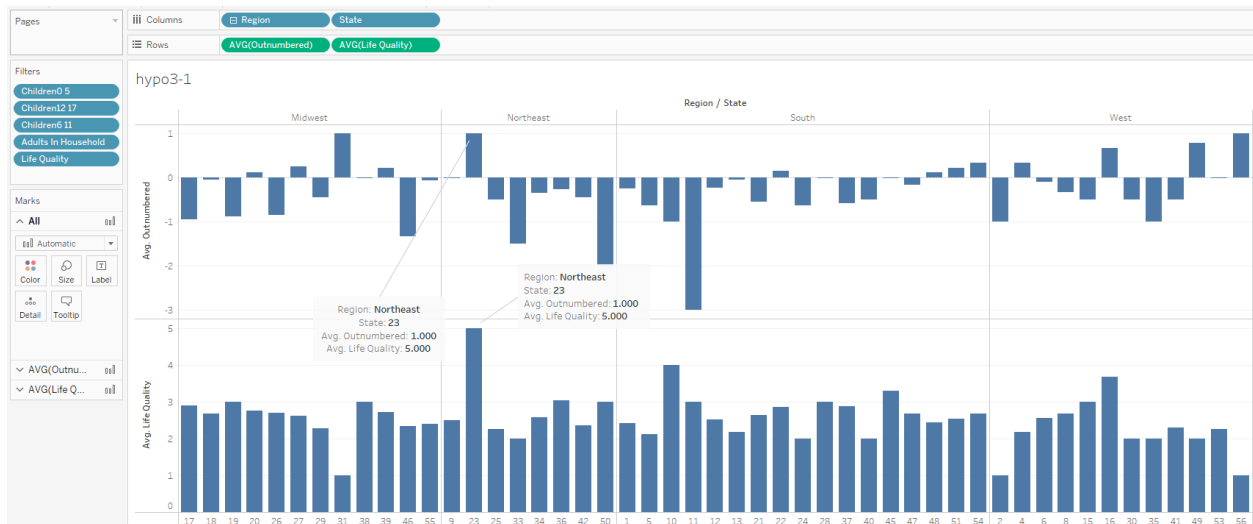 Pages
Columns
Region
State
Rows
AVG(Outnumbered)
AVG(Life Quality)
Filters
Children0 5
Children12 17
Children6 11
Adults In Household
Life Quality
Marks
All
Automatic
Color
Size
Label
Detail
Tooltip
AVG(Outnu...
AVG(Life Q...
hypo3-1
Region / State
Midwest
Northeast
South
West
Avg. Outnumbered
1
0
-1
-2
-3
Region: Northeast
State: 23
Avg. Outnumbered: 1.000
Avg. Life Quality: 5.000
Region: Northeast
State: 23
Avg. Outnumbered: 1.000
Avg. Life Quality: 5.000
Avg. Life Quality
5
4
3
2
1
0
17 18 19 20 26 27 29 31 38 39 46 55 9 23 25 33 34 36 42 50 1 5 10 11 12 13 21 22 24 28 37 40 45 47 48 51 54 2 4 6 8 15 16 30 35 41 49 53 56